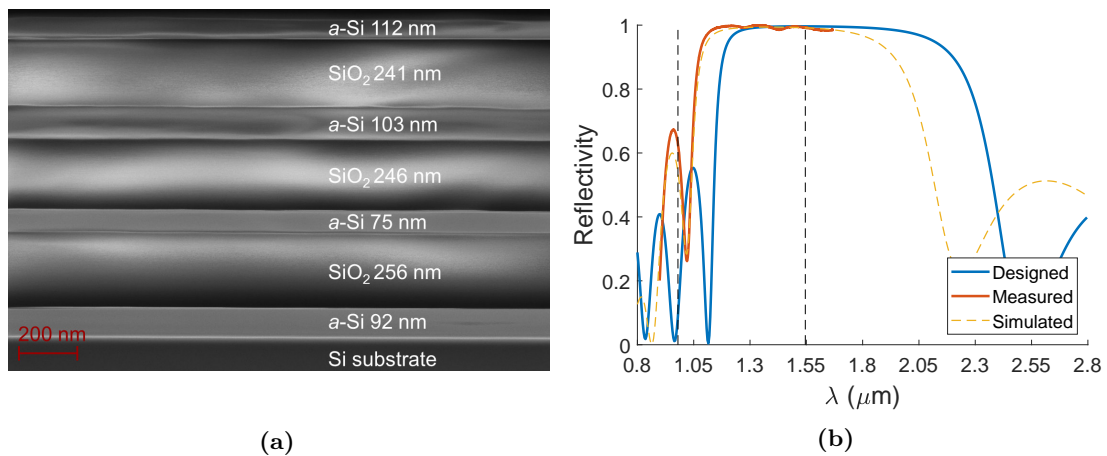 a-Si 112 nm
SiO2 241 nm
a-Si 103 nm
SiO2 246 nm
a-Si 75 nm
SiO2 256 nm
a-Si 92 nm
200 nm
Si substrate
(a)
1
0.8
0.6
0.4
0.2
0
Reflectivity
Designed
Measured
Simulated
0.8 1.05 1.3 1.55 1.8 2.05 2.3 2.55 2.8
λ (μm)
(b)